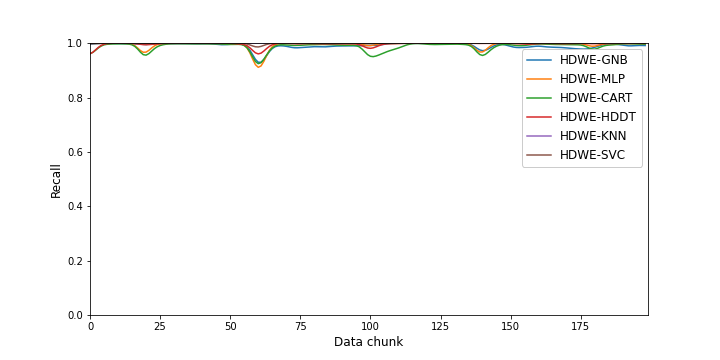 1.0
0.8
0.6
0.4
0.2
0.0
Recall
0 25 50 75 100 125 150 175
Data chunk
HDWE-GNB
HDWE-MLP
HDWE-CART
HDWE-HDDT
HDWE-KNN
HDWE-SVC